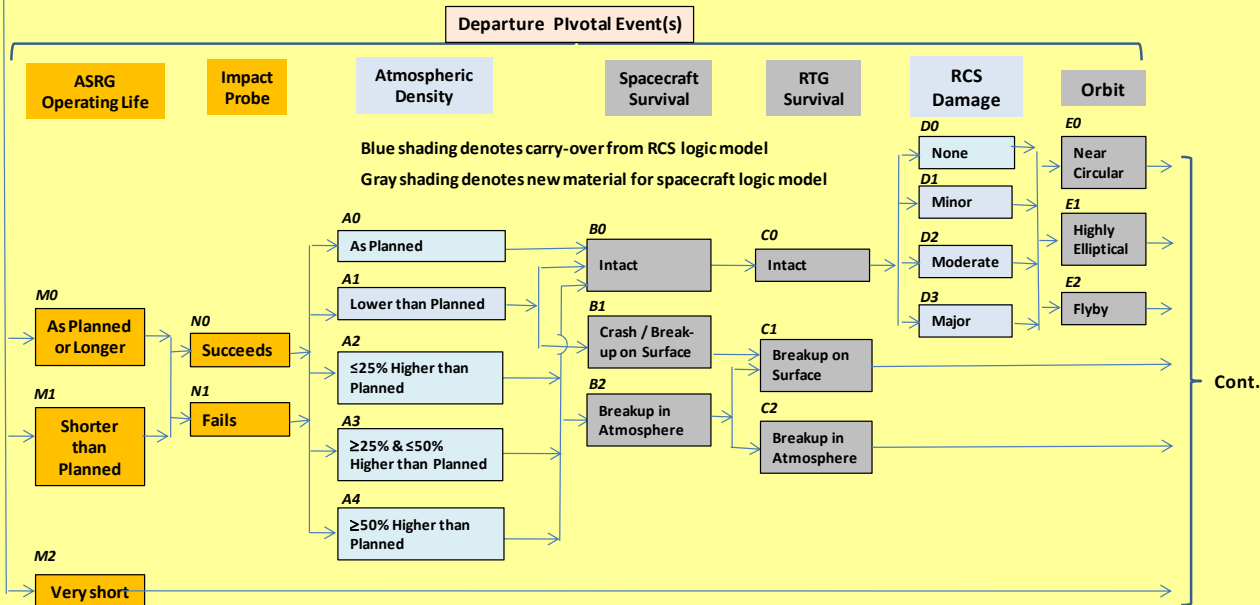 Departure PIvotal Event(s)
ASRG
Operating Life
Impact
Probe
Atmospheric
Density
Spacecraft
Survival
RTG
Survival
RCS
Damage
Orbit
Blue shading denotes carry-over from RCS logic model
Gray shading denotes new material for spacecraft logic model
M0
As Planned
or Longer
M1
Shorter
than
Planned
M2
Very short
N0
Succeeds
N1
Fails
A0
As Planned
A1
Lower than Planned
A2
≤25% Higher than
Planned
A3
≥25% & ≤50%
Higher than Planned
A4
≥50% Higher than
Planned
B0
Intact
B1
Crash / Break-
up on Surface
B2
Breakup in
Atmosphere
C0
Intact
C1
Breakup on
Surface
C2
Breakup in
Atmosphere
D0
None
D1
Minor
D2
Moderate
D3
Major
E0
Near
Circular
E1
Highly
Elliptical
E2
Flyby
Cont.